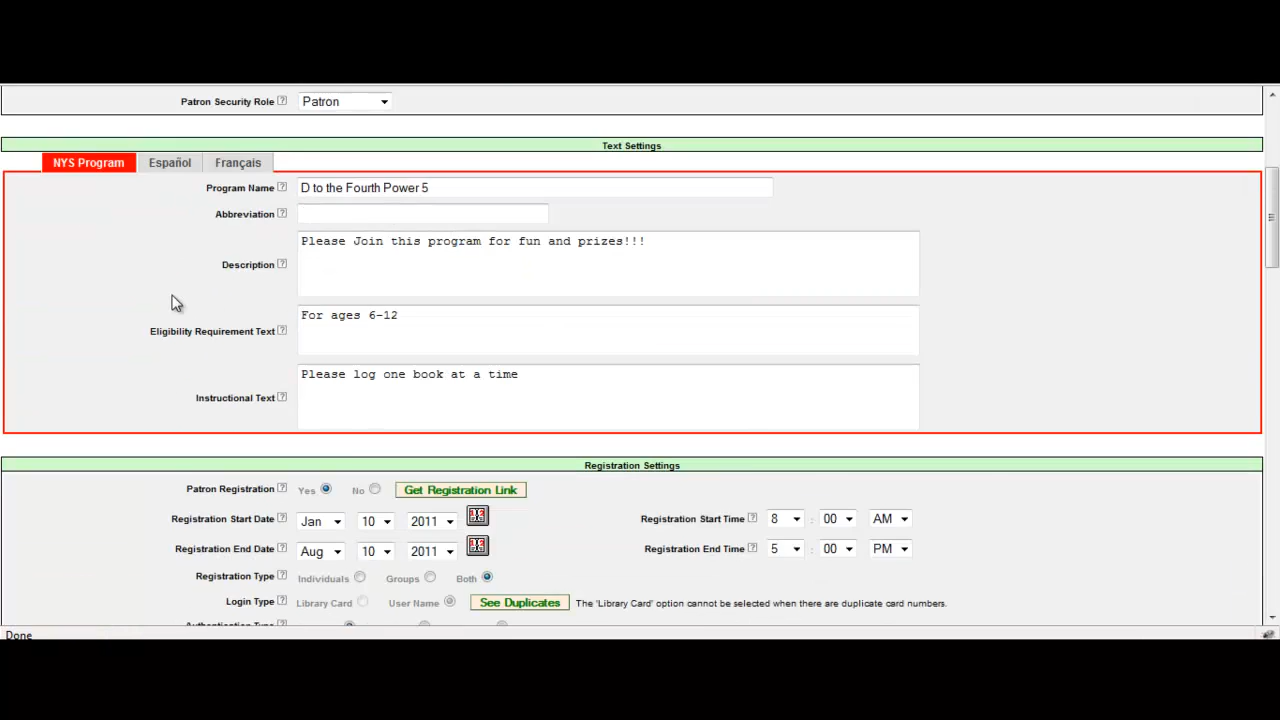 Patron Security Role ? Patron
Text Settings
NYS Program Español Français
Program Name ? D to the Fourth Power 5
Abbreviation ?
Please Join this program for fun and prizes!!!
Description ?
For ages 6-12
Eligibility Requirement Text ?
Please log one book at a time
Instructional Text ?
Registration Settings
Patron Registration ? Yes No Get Registration Link
Registration Start Date ? Jan 10 2011 Registration Start Time ? 8 : 00 AM
Registration End Date ? Aug 10 2011 Registration End Time ? 5 : 00 PM
Registration Type ? Individuals Groups Both
Login Type ? Library Card User Name See Duplicates The 'Library Card' option cannot be selected when there are duplicate card numbers.
Authentication Type ?
Done